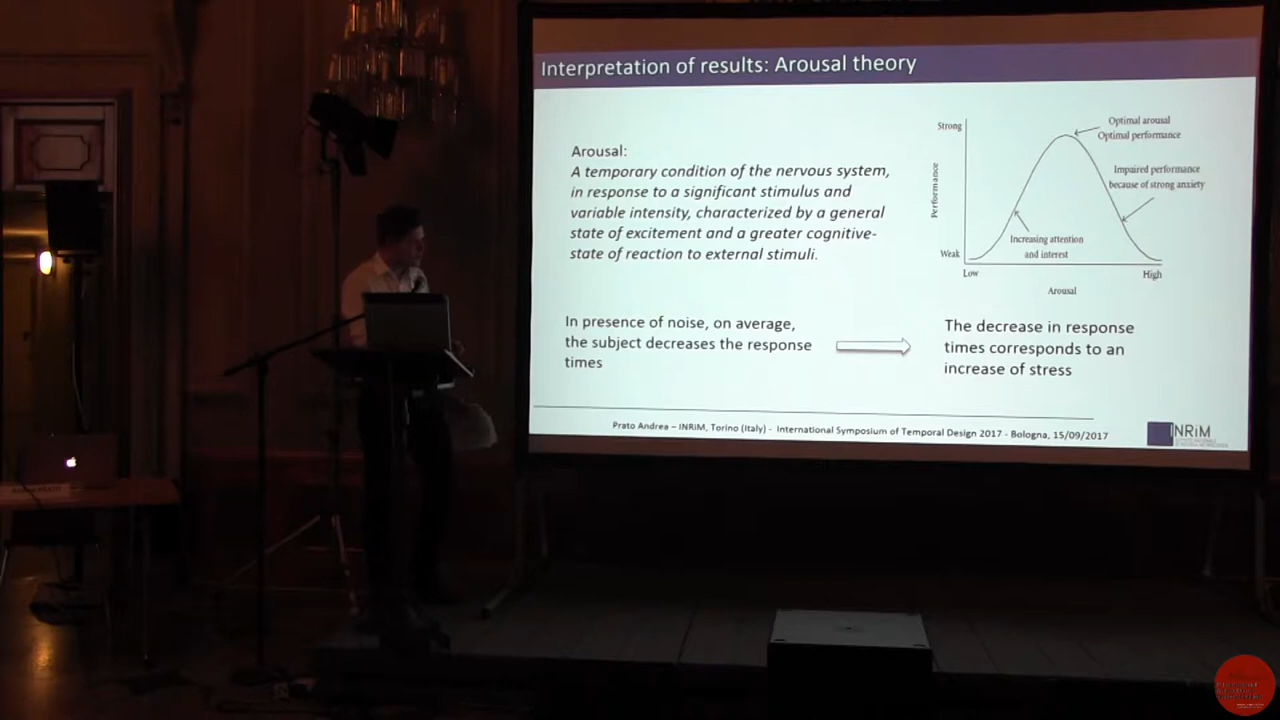 Interpretation of results: Arousal theory
Arousal:
A temporary condition of the nervous system,
in response to a significant stimulus and
variable intensity, characterized by a general
state of excitement and a greater cognitive-
state of reaction to external stimuli.
Strong
Performance
Weak
Low
High
Arousal
Optimal arousal
Optimal performance
Impaired performance
because of strong anxiety
Increasing attention
and interest
In presence of noise, on average,
the subject decreases the response
times
The decrease in response
times corresponds to an
increase of stress
Prato Andrea – INRiM, Torino (Italy) - International Symposium of Temporal Design 2017 - Bologna, 15/09/2017
INRiM